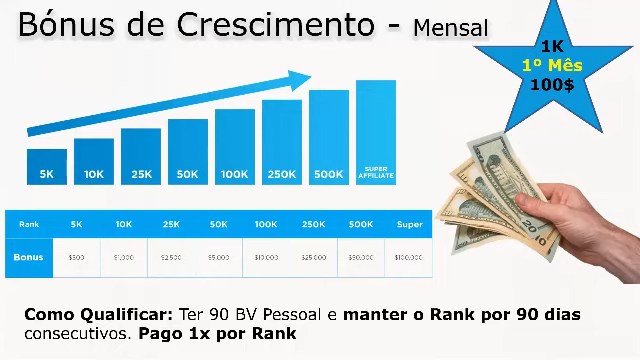 Bónus de Crescimento - Mensal
1K
1º Mês
100$
5K 10K 25K 50K 100K 250K 500K SUPER AFFILIATE
Rank 5K 10K 25K 50K 100K 250K 500K Super
Bonus $500 $1,000 $2,500 $5,000 $10,000 $25,000 $50,000 $100,000
20 10
Como Qualificar: Ter 90 BV Pessoal e manter o Rank por 90 dias
consecutivos. Pago 1x por Rank